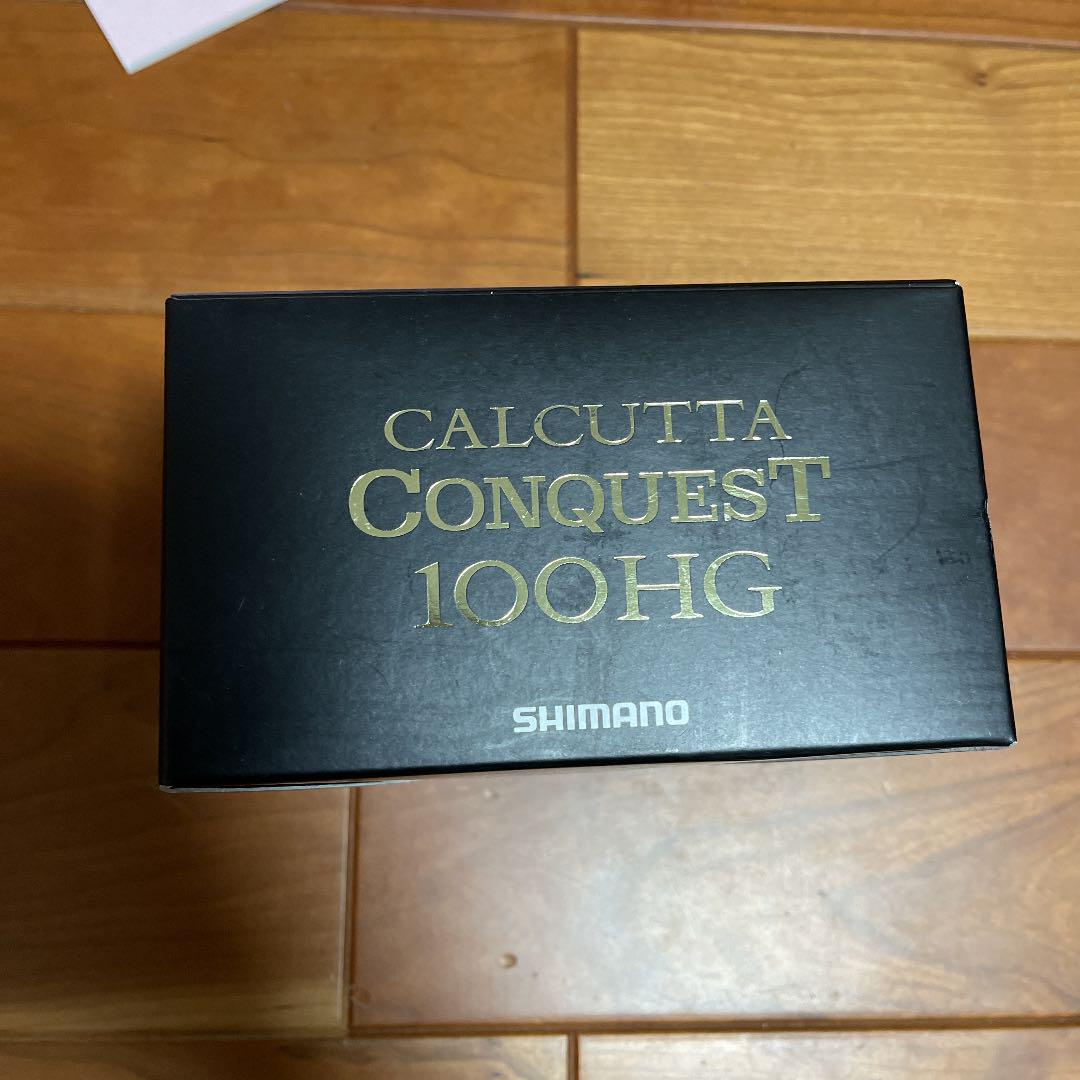 CALCUTTA
CONQUEST
100HG
SHIMANO